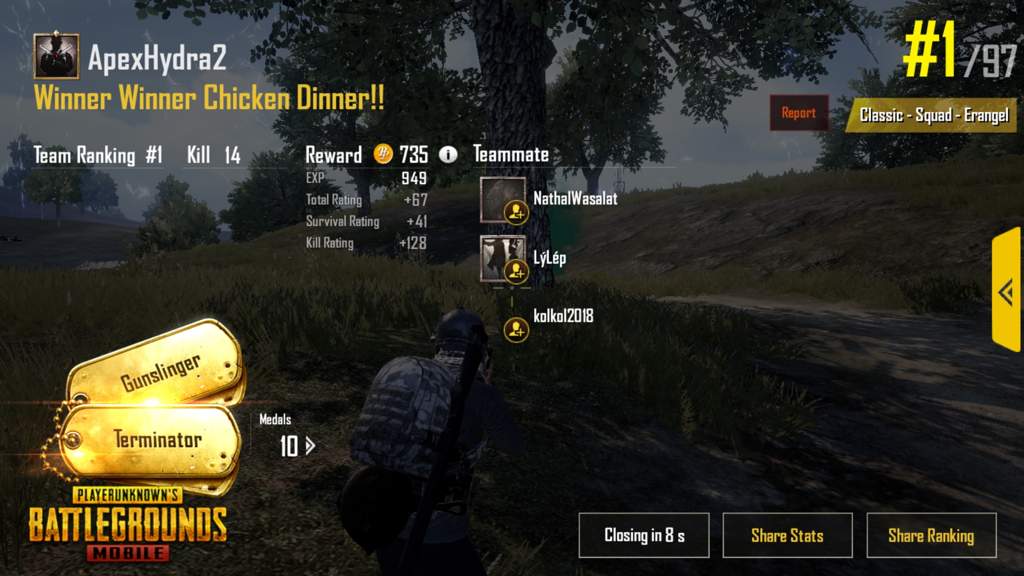 ApexHydra2
Winner Winner Chicken Dinner!!
#1/97
Report
Classic - Squad - Erangel
Team Ranking #1 Kill 14
Reward 735 i
EXP 949
Total Rating +67
Survival Rating +41
Kill Rating +128
Teammate
NathalWasalat
LýLép
kolkol2018
Gunslinger
Terminator
Medals
10
PLAYERUNKNOWN'S
BATTLEGROUNDS
MOBILE
Closing in 8 s
Share Stats
Share Ranking